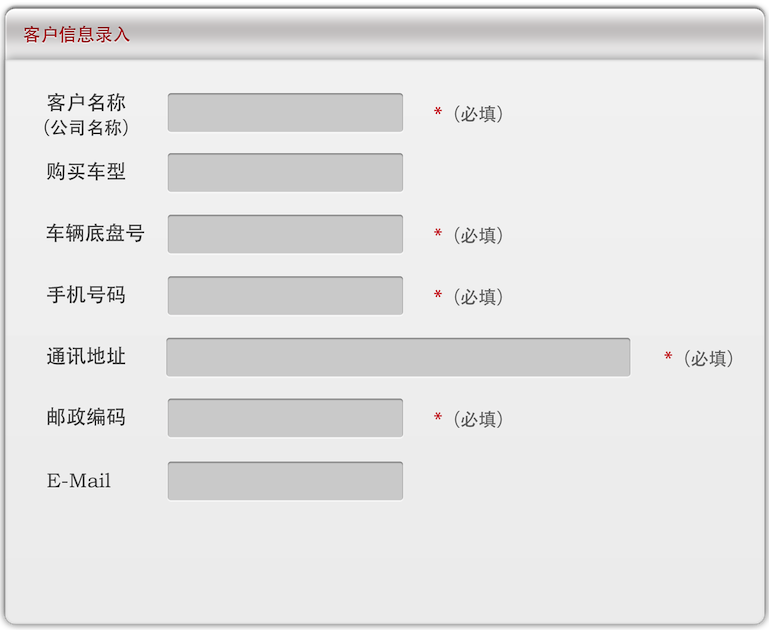 客户信息录入
客户名称
(公司名称)
* (必填)
购买车型
车辆底盘号 * (必填)
手机号码 * (必填)
通讯地址 * (必填)
邮政编码 * (必填)
E-Mail